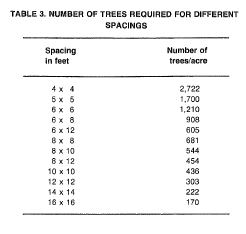 TABLE 3. NUMBER OF TREES REQUIRED FOR DIFFERENT
SPACINGS
Spacing Number of
in feet trees/acre
4 x 4 2,722
5 x 5 1,700
6 x 6 1,210
6 x 8 908
6 x 12 605
8 x 8 681
8 x 10 544
8 x 12 454
10 x 10 436
12 x 12 303
14 x 14 222
16 x 16 170